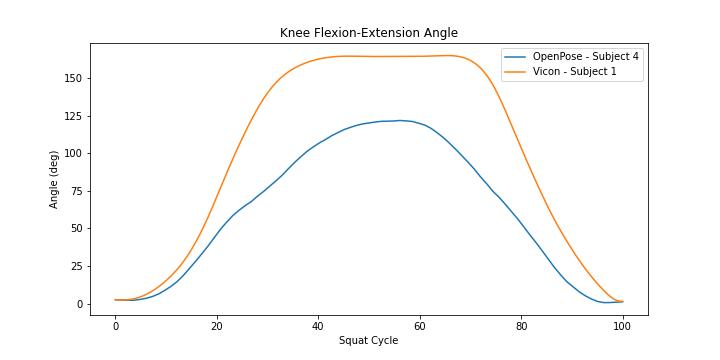 Knee Flexion-Extension Angle
OpenPose - Subject 4
Vicon - Subject 1
Angle (deg)
150
125
100
75
50
25
0
0 20 40 60 80 100
Squat Cycle